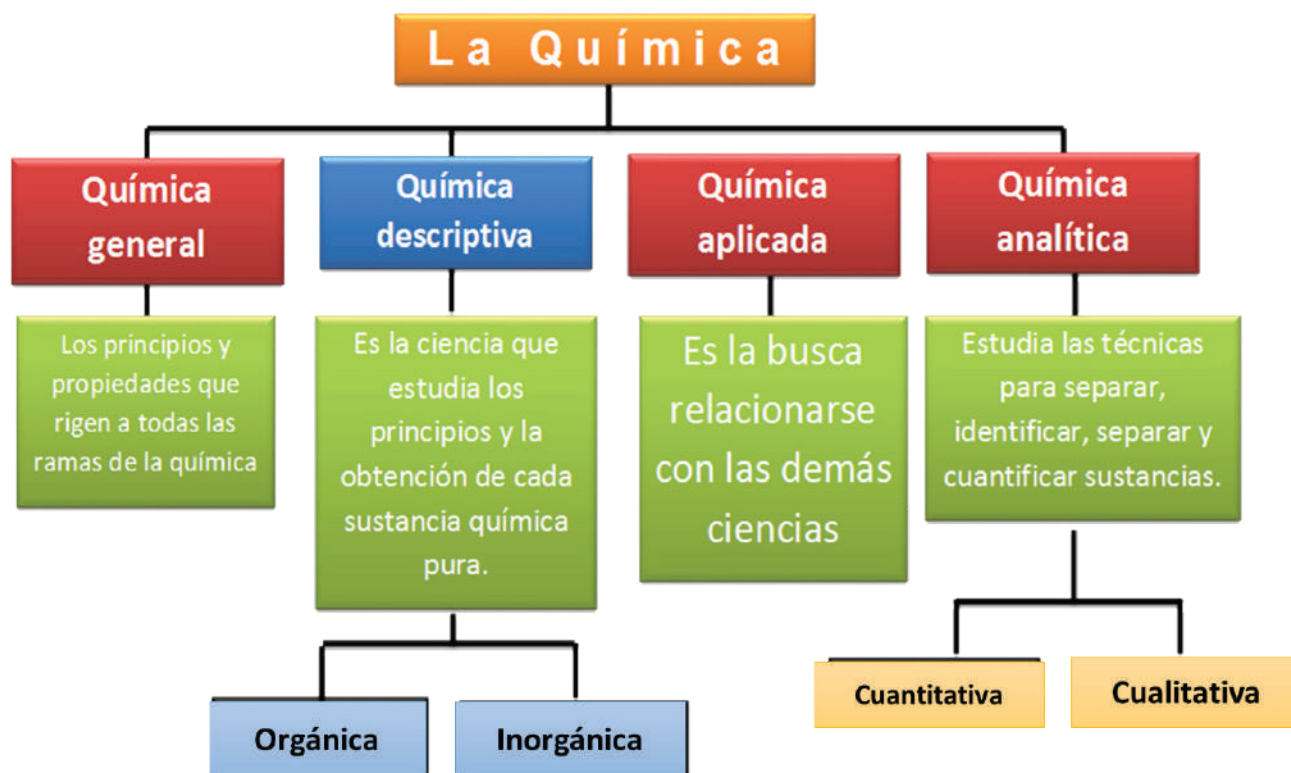 La Química
Química
general
Química
descriptiva
Química
aplicada
Química
analítica
Los principios y
propiedades que
rigen a todas las
ramas de la química
Es la ciencia que
estudia los
principios y la
obtención de cada
sustancia química
pura.
Es la busca
relacionarse
con las demás
ciencias
Estudia las técnicas
para separar,
identificar, separar y
cuantificar sustancias.
Orgánica
Inorgánica
Cuantitativa
Cualitativa